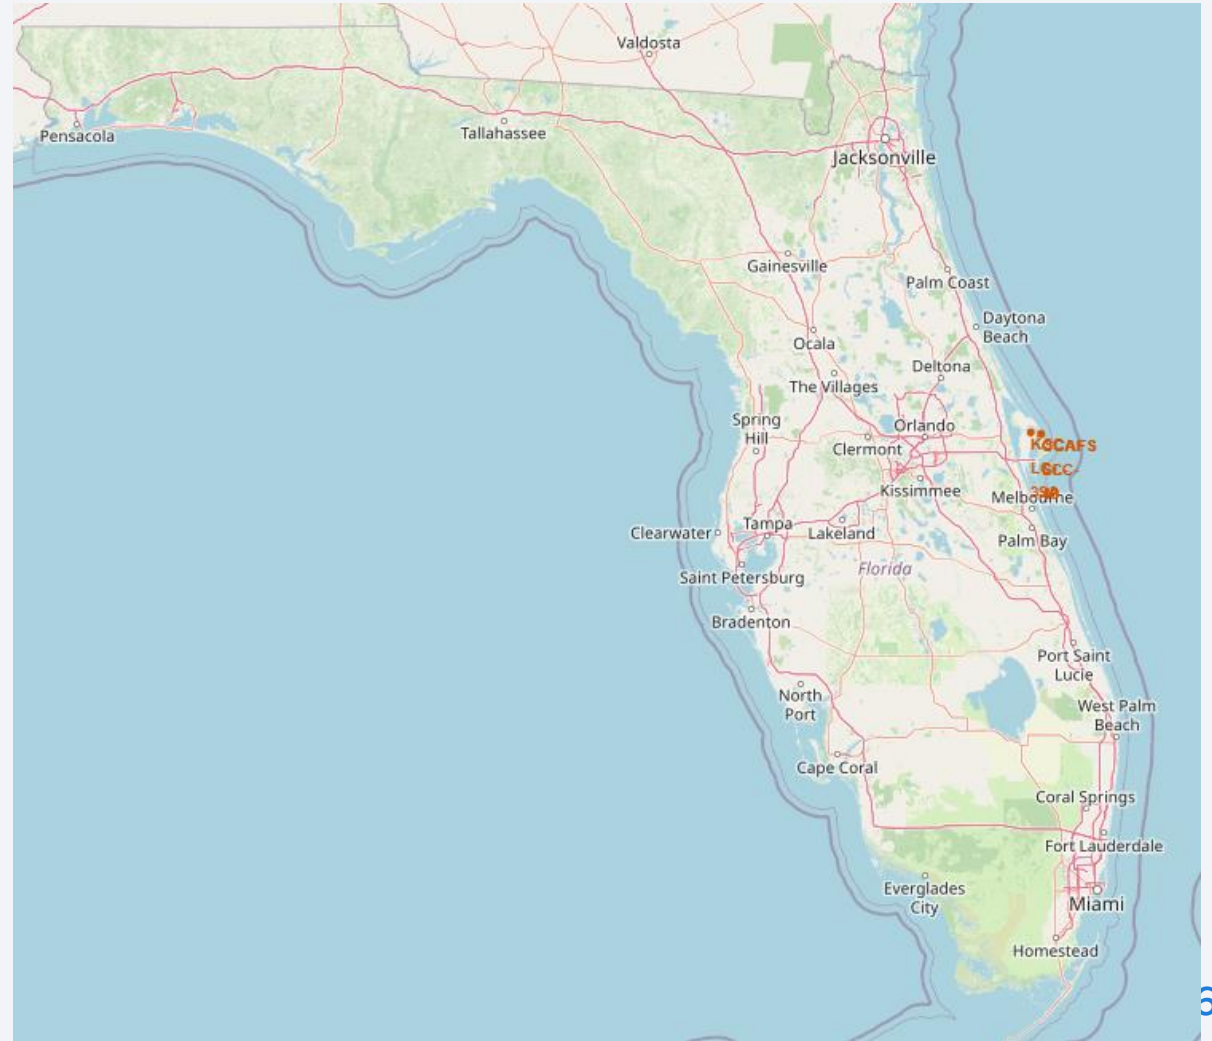 Valdosta
Pensacola
Tallahassee
Jacksonville
Gainesville
Palm Coast
Daytona
Beach
Ocala
Deltona
The Villages
Spring
Hill
Orlando
Clermont
CCAFS
Kissimmee
Melbourne
Clearwater
Tampa
Lakeland
Palm Bay
Florida
Saint Petersburg
Bradenton
Port Saint
Lucie
North
Port
West Palm
Beach
Cape Coral
Coral Springs
Fort Lauderdale
Everglades
City
Miami
Homestead
6